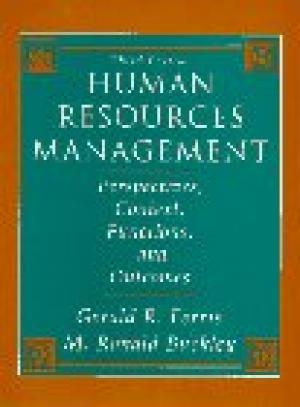 HUMAN
RESOURCES
MANAGEMENT
Perspectives,
Context,
Functions,
and
Outcomes
Gerald R. Ferris
M. Ronald Buckley